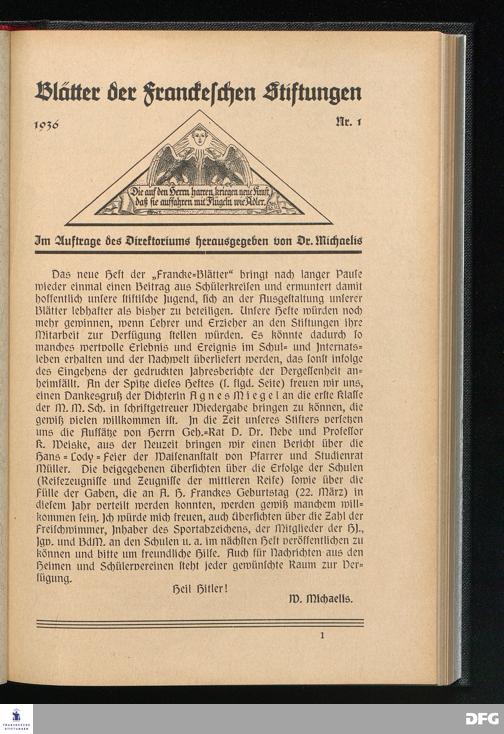 Blätter der Franckeschen Stiftungen
1936
Nr. 1
Die auf den Herrn harren, kriegen neue Kraft,
daß sie auffahren mit Flügeln wie Adler.
Im Auftrage des Direktoriums herausgegeben von Dr. Michaelis
Das neue Heft der „Francke=Blätter“ bringt nach langer Pause
wieder einmal einen Beitrag aus Schülerkreisen und ermuntert damit
hoffentlich unsere stiftische Jugend, sich an der Ausgestaltung unserer
Blätter lebhafter als bisher zu beteiligen. Unsere Hefte würden noch
mehr gewinnen, wenn Lehrer und Erzieher an den Stiftungen ihre
Mitarbeit zur Verfügung stellen würden. Es könnte dadurch so
manches wertvolle Erlebnis und Ereignis im Schul= und Internats=
leben erhalten und der Nachwelt überliefert werden, das sonst infolge
des Eingehens der gedruckten Jahresberichte der Vergessenheit an=
heimfällt. An der Spitze dieses Heftes (s. flgd. Seite) freuen wir uns,
einen Dankesgruß der Dichterin Agnes Miegel an die erste Klasse
der M. M. Sch. in schriftgetreuer Wiedergabe bringen zu können, die
gewiß vielen willkommen ist. In die Zeit unseres Stifters versetzen
uns die Aufsätze von Herrn Geh.=Rat D. Dr. Nebe und Professor
K. Weiske, aus der Neuzeit bringen wir einen Bericht über die
Hans=Lody=Feier der Waisenanstalt von Pfarrer und Studienrat
Müller. Die beigegebenen Übersichten über die Erfolge der Schulen
(Reifezeugnisse und Zeugnisse der mittleren Reife) sowie über die
Fülle der Gaben, die an A. H. Franckes Geburtstag (22. März) in
diesem Jahr verteilt werden konnten, werden gewiß manchem will=
kommen sein. Ich würde mich freuen, auch Übersichten über die Zahl der
Freischwimmer, Inhaber des Sportabzeichens, der Mitglieder der HJ.,
Jgv. und BdM. an den Schulen u. a. im nächsten Heft veröffentlichen zu
können und bitte um freundliche Hilfe. Auch für Nachrichten aus den
Heimen und Schülervereinen steht jeder gewünschte Raum zur Ver=
fügung.
Heil Hitler!
W. Michaelis.
1
FRANCKESCHE
STIFTUNGEN
DFG